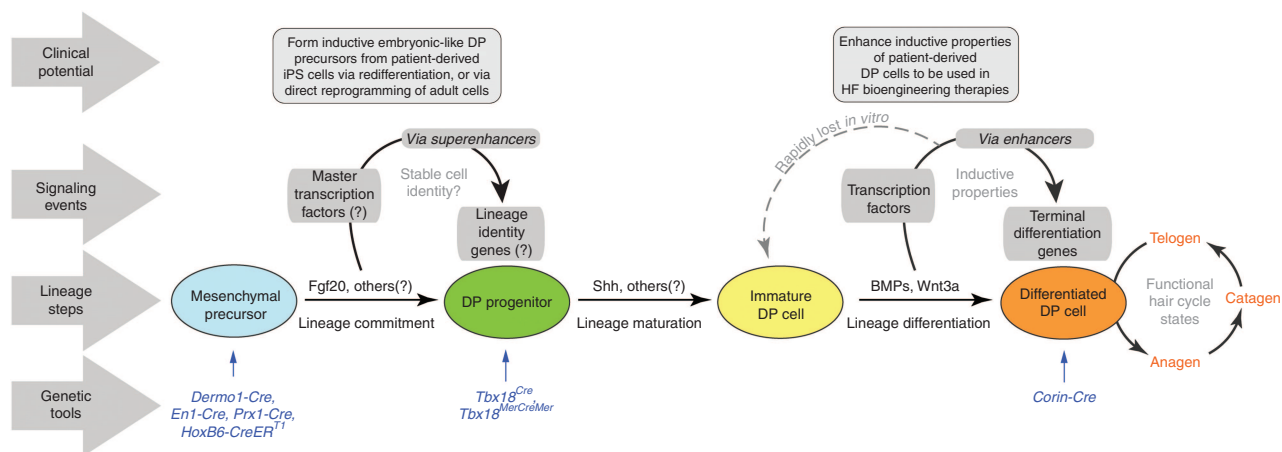 Clinical
potential
Form inductive embryonic-like DP
precursors from patient-derived
iPS cells via redifferentiation, or via
direct reprogramming of adult cells
Enhance inductive properties
of patient-derived
DP cells to be used in
HF bioengineering therapies
Signaling
events
Via superenhancers
Master
transcription
factors (?)
Stable cell
identity?
Lineage
identity
genes (?)
Rapidly lost in vitro
Via enhancers
Transcription
factors
Inductive
properties
Terminal
differentiation
genes
Lineage
steps
Mesenchymal
precursor
Fgf20, others(?)
Lineage commitment
DP progenitor
Shh, others(?)
Lineage maturation
Immature
DP cell
BMPs, Wnt3a
Lineage differentiation
Differentiated
DP cell
Telogen
Functional
hair cycle
states
Catagen
Anagen
Genetic
tools
Dermo1-Cre,
En1-Cre, Prx1-Cre,
HoxB6-CreER^T1
Tbx18^Cre,
Tbx18^MerCreMer
Corin-Cre